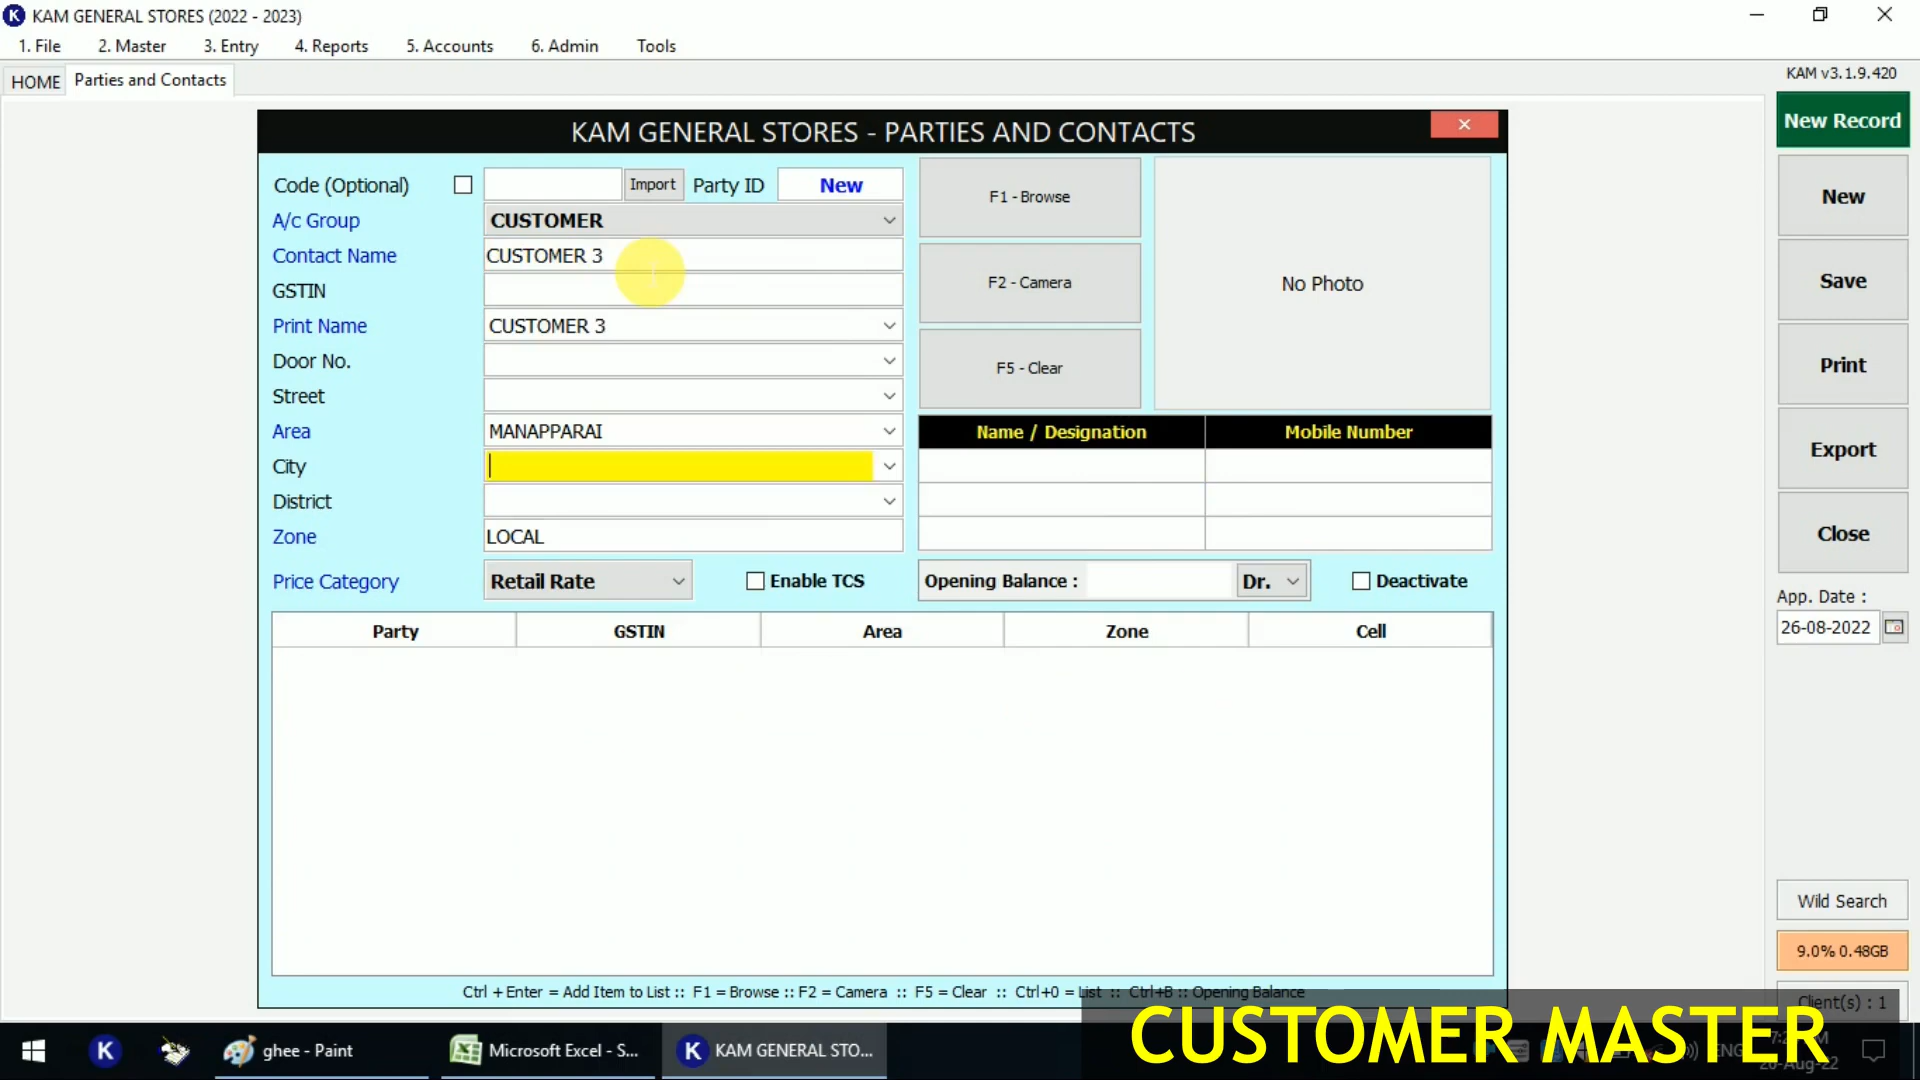 KAM GENERAL STORES (2022 - 2023)
1. File 2. Master 3. Entry 4. Reports 5. Accounts 6. Admin Tools
HOME Parties and Contacts
KAM v3.1.9.420
KAM GENERAL STORES - PARTIES AND CONTACTS
New Record
Code (Optional) Import Party ID New
F1 - Browse
New
A/c Group CUSTOMER
Contact Name CUSTOMER 3
F2 - Camera
No Photo
Save
GSTIN
Print Name CUSTOMER 3
Door No.
F5 - Clear
Print
Street
Area MANAPPARAI
Name / Designation Mobile Number
Export
City
District
Zone LOCAL
Close
Price Category Retail Rate Enable TCS Opening Balance : Dr. Deactivate
App. Date :
26-08-2022
Party GSTIN Area Zone Cell
Wild Search
9.0% 0.48GB
Ctrl + Enter = Add Item to List :: F1 = Browse :: F2 = Camera :: F5 = Clear :: Ctrl+0 = List :: Ctrl+B :: Opening Balance
Client(s) : 1
CUSTOMER MASTER
K ghee - Paint Microsoft Excel - S... K KAM GENERAL STO...
ENG